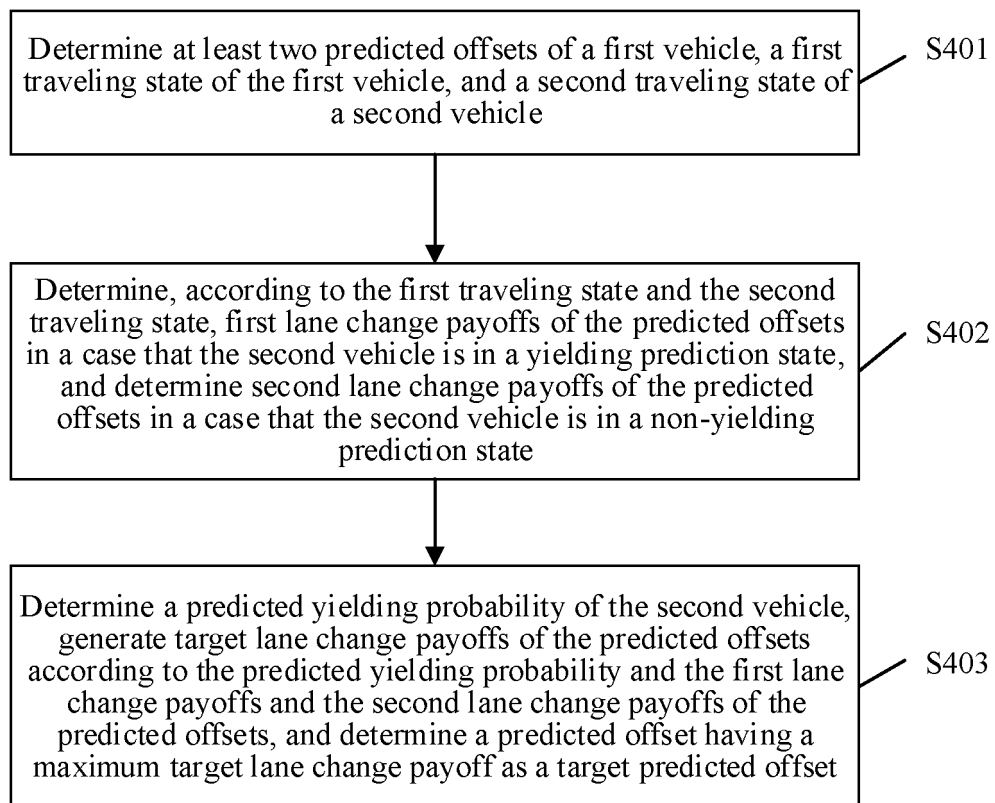 Determine at least two predicted offsets of a first vehicle, a first
traveling state of the first vehicle, and a second traveling state of
a second vehicle
S401
Determine, according to the first traveling state and the second
traveling state, first lane change payoffs of the predicted offsets
in a case that the second vehicle is in a yielding prediction state,
and determine second lane change payoffs of the predicted
offsets in a case that the second vehicle is in a non-yielding
prediction state
S402
Determine a predicted yielding probability of the second vehicle,
generate target lane change payoffs of the predicted offsets
according to the predicted yielding probability and the first lane
change payoffs and the second lane change payoffs of the
predicted offsets, and determine a predicted offset having a
maximum target lane change payoff as a target predicted offset
S403